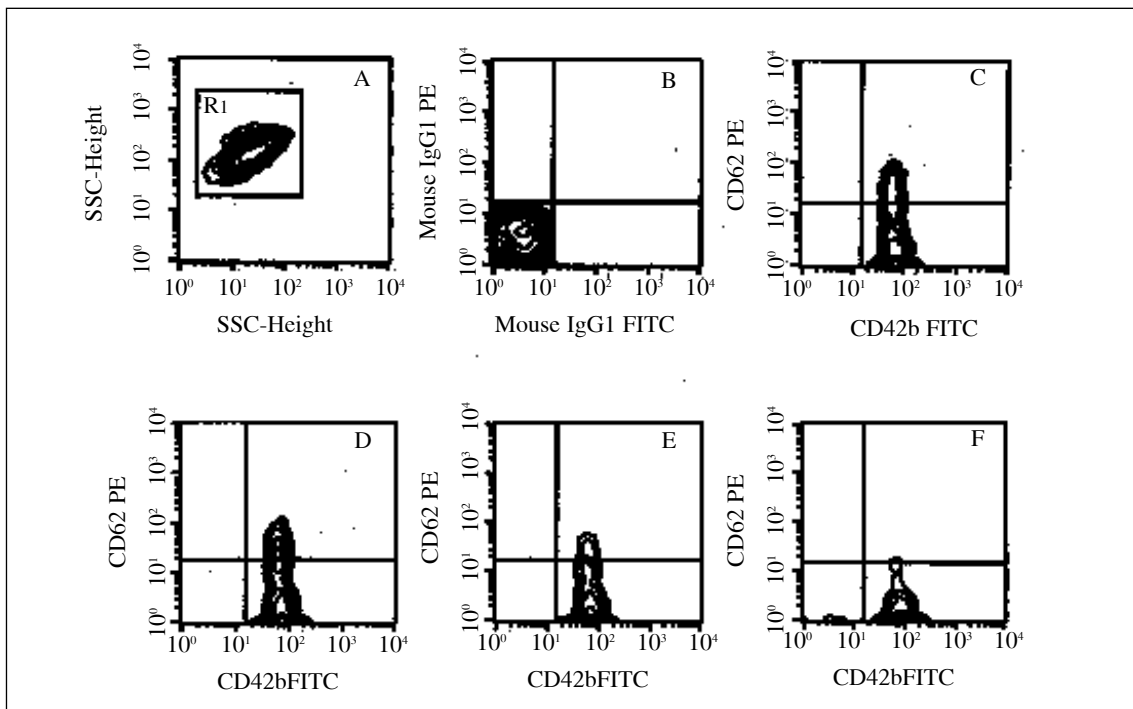 A
R1
SSC-Height
10⁴
10³
10²
10¹
10⁰
10⁰ 10¹ 10² 10³ 10⁴
SSC-Height
B
Mouse IgG1 PE
10⁴
10³
10²
10¹
10⁰
10⁰ 10¹ 10² 10³ 10⁴
Mouse IgG1 FITC
C
CD62 PE
10⁴
10³
10²
10¹
10⁰
10⁰ 10¹ 10² 10³ 10⁴
CD42b FITC
D
CD62 PE
10⁴
10³
10²
10¹
10⁰
10⁰ 10¹ 10² 10³ 10⁴
CD42bFITC
E
CD62 PE
10⁴
10³
10²
10¹
10⁰
10⁰ 10¹ 10² 10³ 10⁴
CD42bFITC
F
CD62 PE
10⁴
10³
10²
10¹
10⁰
10⁰ 10¹ 10² 10³ 10⁴
CD42bFITC